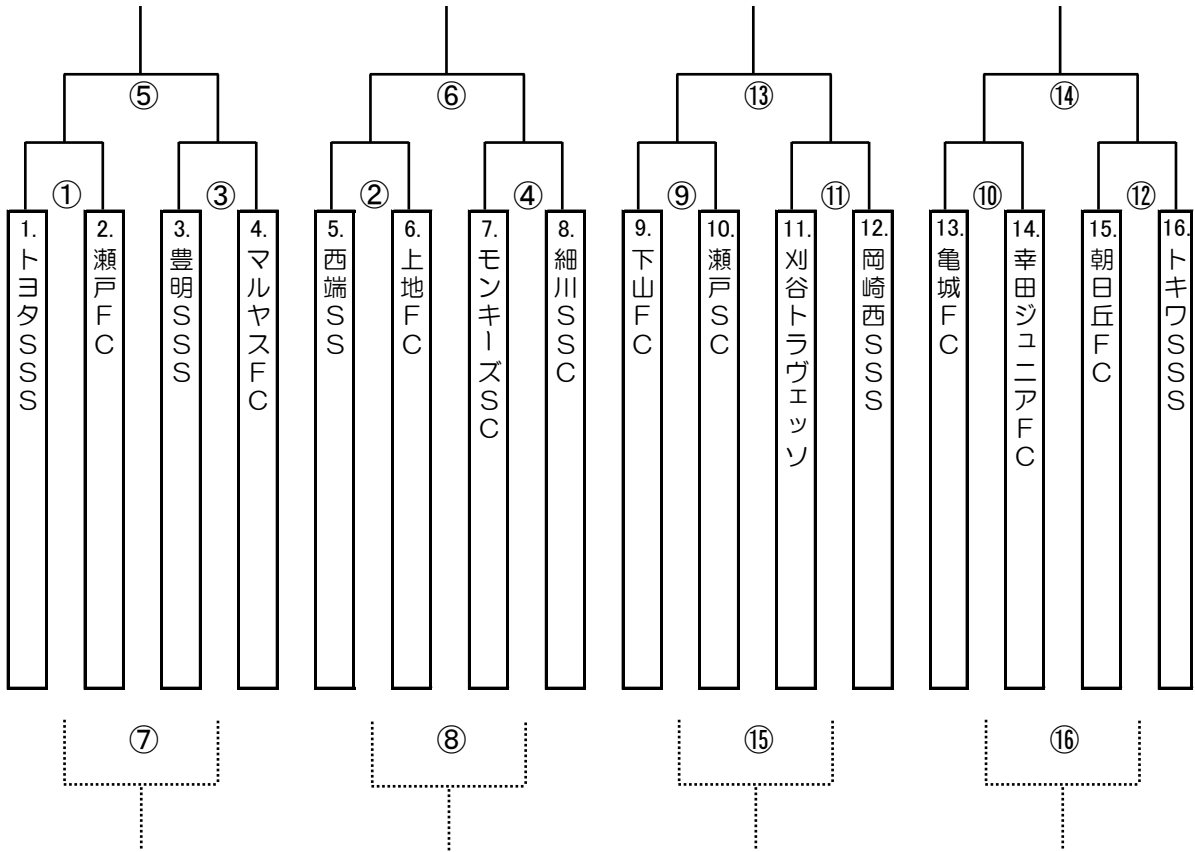 ⑤
⑥
⑬
⑭
①
③
②
④
⑨
⑪
⑩
⑫
1.トヨタSSS
2.瀬戸FC
3.豊明SSS
4.マルヤスFC
5.西端SS
6.上地FC
7.モンキーズSC
8.細川SSC
9.下山FC
10.瀬戸SC
11.刈谷トラヴェッソ
12.岡崎西SSS
13.亀城FC
14.幸田ジュニアFC
15.朝日丘FC
16.トキワSSS
⑦
⑧
⑮
⑯